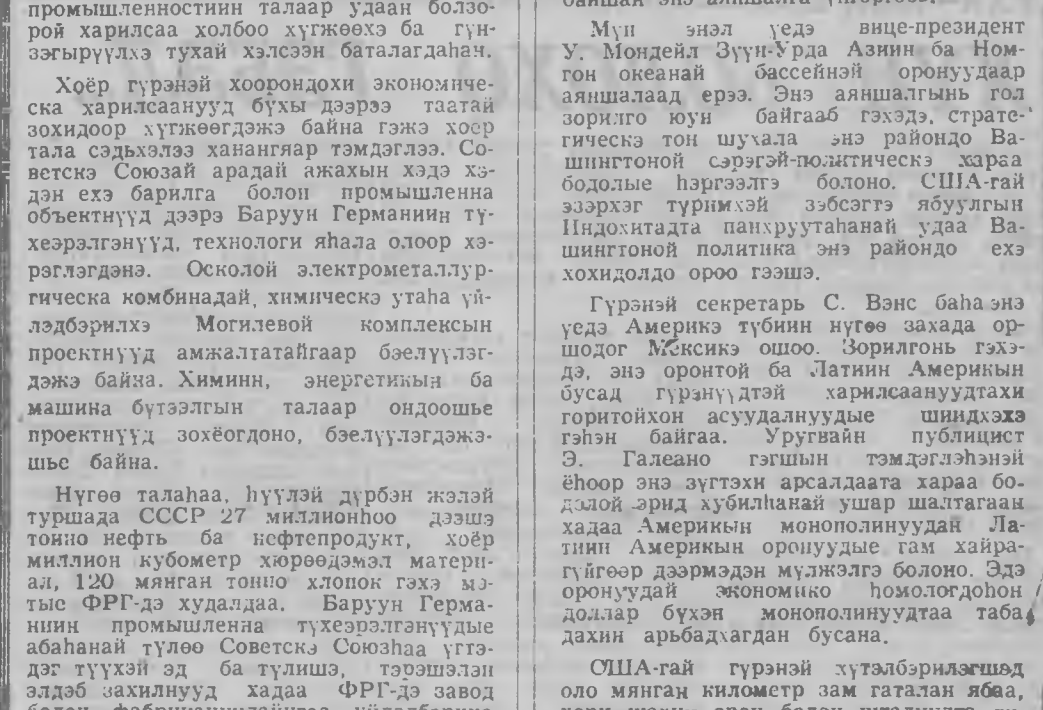 промышленностиин талаар удаан болзо-
рой харилсаа холбоо хүгжөөхэ ба гүн-
зэгырүүлхэ тухай хэлсээн баталагдаһан.
Хоёр гүрэнэй хоорондохи экономиче-
ска харилсаанууд бүхы дээрээ таатай
зохидоор хүгжөөгдэжэ байна гэжэ хоёр
тала сэдьхэлээ ханангяар тэмдэглээ. Со-
ветскэ Союзай арадай ажахын хэдэ хэ-
дэн ехэ барилга болон промышленна
объектнүүд дээрэ Баруун Германиин тү-
хеэрэлгэнүүд, технологи яһала олоор хэ-
рэглэгдэнэ. Осколой электрометаллур-
гическа комбинадай, химическэ утаһа үй-
лэдбэрилхэ Могилевой комплексын
проектнүүд амжалтатайгаар бэелүүлэг-
дэжэ байна. Химиин, энергетикын ба
машина бүтээлгын талаар ондоошье
проектнүүд зохёогдоно, бэелүүлэгдэжэ-
шье байна.
Нүгөө талаһаа, һүүлэй дүрбэн жэлэй
туршада СССР 27 миллионһоо дээшэ
тонно нефть ба нефтепродукт, хоёр
миллион кубометр хюрөөдэмэл матери-
ал, 120 мянган тонно хлопок гэхэ мэ-
тые ФРГ-дэ худалдаа. Баруун Герма-
ниин промышленна түхеэрэлгэнүүдые
абаһанай түлөө Советскэ Союзһаа үгтэ-
дэг түүхэй эд ба түлишэ, тэрэшэлэн
элдэб захилнууд хадаа ФРГ-дэ завод
Мүн энэл үедэ вице-президент
У. Мондейл Зүүн-Урда Азиин ба Ном-
гон океанай бассейнэй оронуудаар
аяншалаад ерээ. Энэ аяншалгынь гол
зорилго юун байгааб гэхэдэ, страте-
гическэ тон шухала энэ районdo Ва-
шингтоной сэрэгэй-политическэ хараа
бодолые һэргээлгэ болоно. США-гай
эзэрхэг түримхэй зэбсэгтэ ябуулгын
Индохитадта панхруутаһанай удаа Ва-
шингтоной политика энэ районdo ехэ
хохидолдо ороо гээшэ.
Гүрэнэй секретарь С. Вэнс баһа энэ
үедэ Америкэ түбиин нүгөө захада ор-
шодог Мексикэ ошоо. Зорилгонь гэхэ-
дэ, энэ оронтой ба Латиин Америкын
бусад гүрэнүүдтэй харилсаануудтахи
горитойхон асуудалнуудые шиидхэхэ
гэһэн байгаа. Уругвайн публицист
Э. Галеано гэгшын тэмдэглэһэнэй
ёһоор энэ зүгтэхи арсалдаата хараа бо-
дэлой эрид хубилһанай ушар шалтагаан
хадаа Америкын монополинуудай Ла-
тиин Америкын оронуудые гам хайра-
гүйгөөр дээрмэдэн мүлжэлгэ болоно. Эдэ
оронуудай экономико һомологдоһон
доллар бүхэн монополинуудтаа таба,
дахин арьбадхагдан бусана.
США-гай гүрэнэй хүтэлбэрилэгшэд
оло мянган километр зам гаталан ябаа,